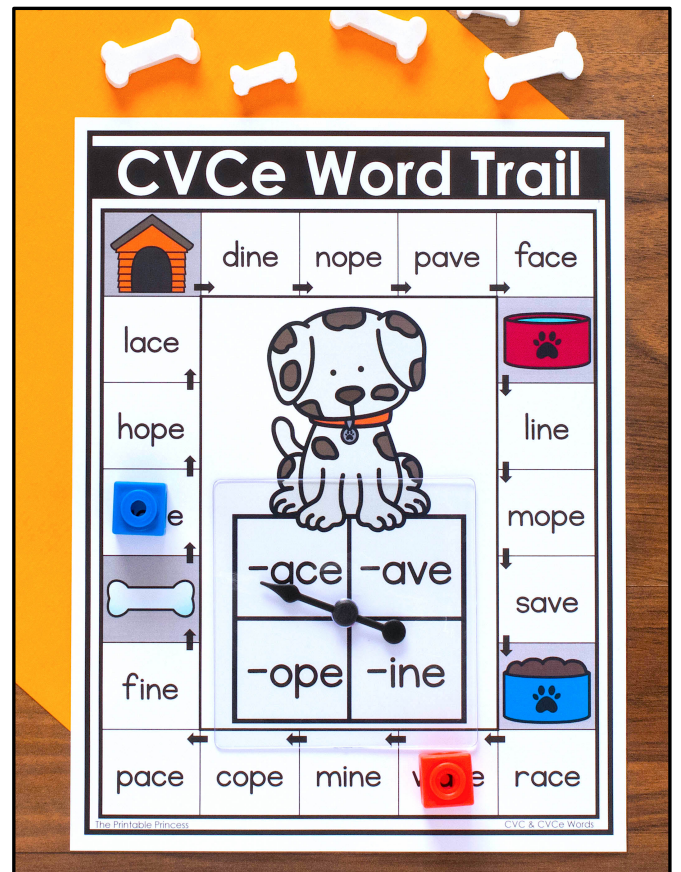 CVCe Word Trail
dine nope pave face
lace
hope line
mope
-ace -ave
save
-ope -ine
fine
pace cope mine race
The Printable Princess CVC & CVCe Words